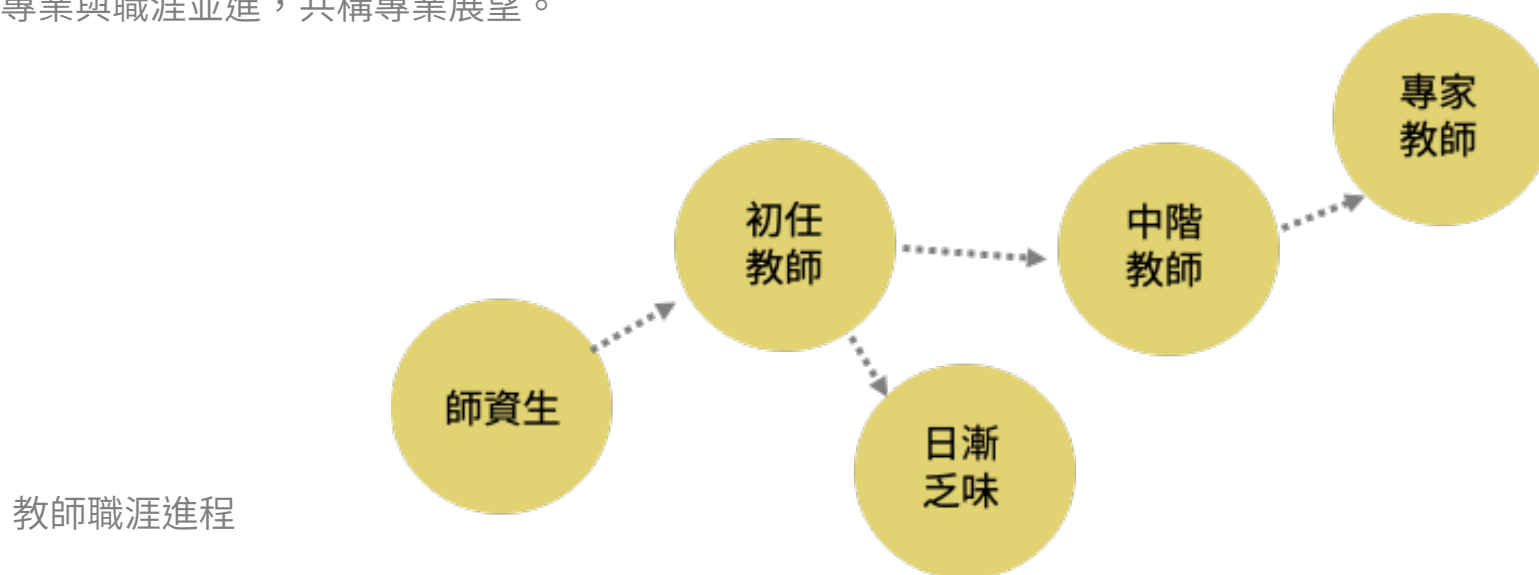 專業與職涯並進，共構專業展望。
專家
教師
初任
教師
中階
教師
師資生
日漸
乏味
教師職涯進程